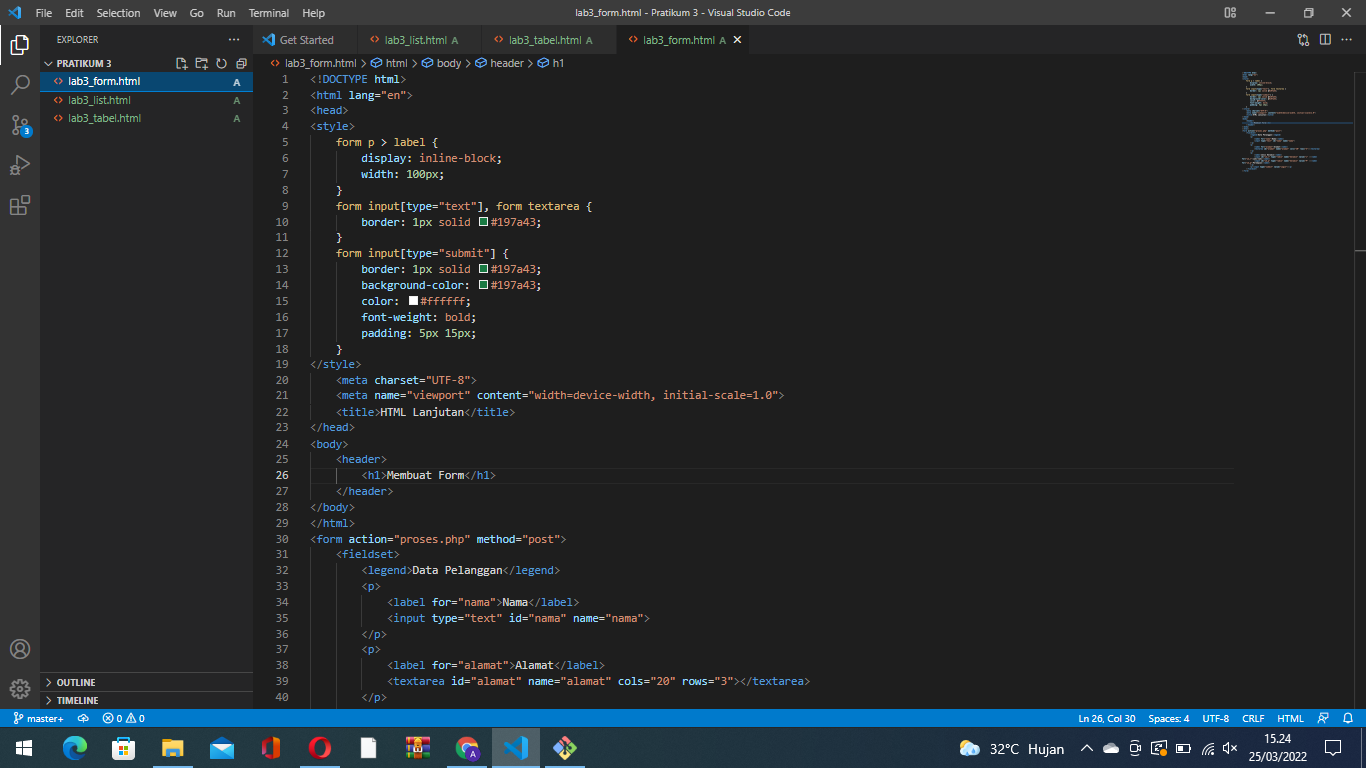 File Edit Selection View Go Run Terminal Help
lab3_form.html - Pratikum 3 - Visual Studio Code
EXPLORER
PRATIKUM 3
lab3_form.html A
lab3_list.html A
lab3_tabel.html A
OUTLINE
TIMELINE
3
Get Started
lab3_list.html A
lab3_tabel.html A
lab3_form.html A
lab3_form.html > html > body > header > h1
1 <!DOCTYPE html>
2 <html lang="en">
3 <head>
4 <style>
5 form p > label {
6 display: inline-block;
7 width: 100px;
8 }
9 form input[type="text"], form textarea {
10 border: 1px solid #197a43;
11 }
12 form input[type="submit"] {
13 border: 1px solid #197a43;
14 background-color: #197a43;
15 color: #ffffff;
16 font-weight: bold;
17 padding: 5px 15px;
18 }
19 </style>
20 <meta charset="UTF-8">
21 <meta name="viewport" content="width=device-width, initial-scale=1.0">
22 <title>HTML Lanjutan</title>
23 </head>
24 <body>
25 <header>
26 <h1>Membuat Form</h1>
27 </header>
28 </body>
29 </html>
30 <form action="proses.php" method="post">
31 <fieldset>
32 <legend>Data Pelanggan</legend>
33 <p>
34 <label for="nama">Nama</label>
35 <input type="text" id="nama" name="nama">
36 </p>
37 <p>
38 <label for="alamat">Alamat</label>
39 <textarea id="alamat" name="alamat" cols="20" rows="3"></textarea>
40 </p>
master+ 0 0
Ln 26, Col 30 Spaces: 4 UTF-8 CRLF HTML
32°C Hujan
15.24
25/03/2022